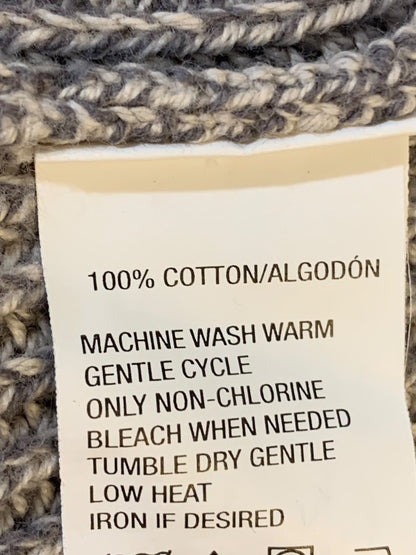 100% COTTON/ALGODÓN
MACHINE WASH WARM
GENTLE CYCLE
ONLY NON-CHLORINE
BLEACH WHEN NEEDED
TUMBLE DRY GENTLE
LOW HEAT
IRON IF DESIRED